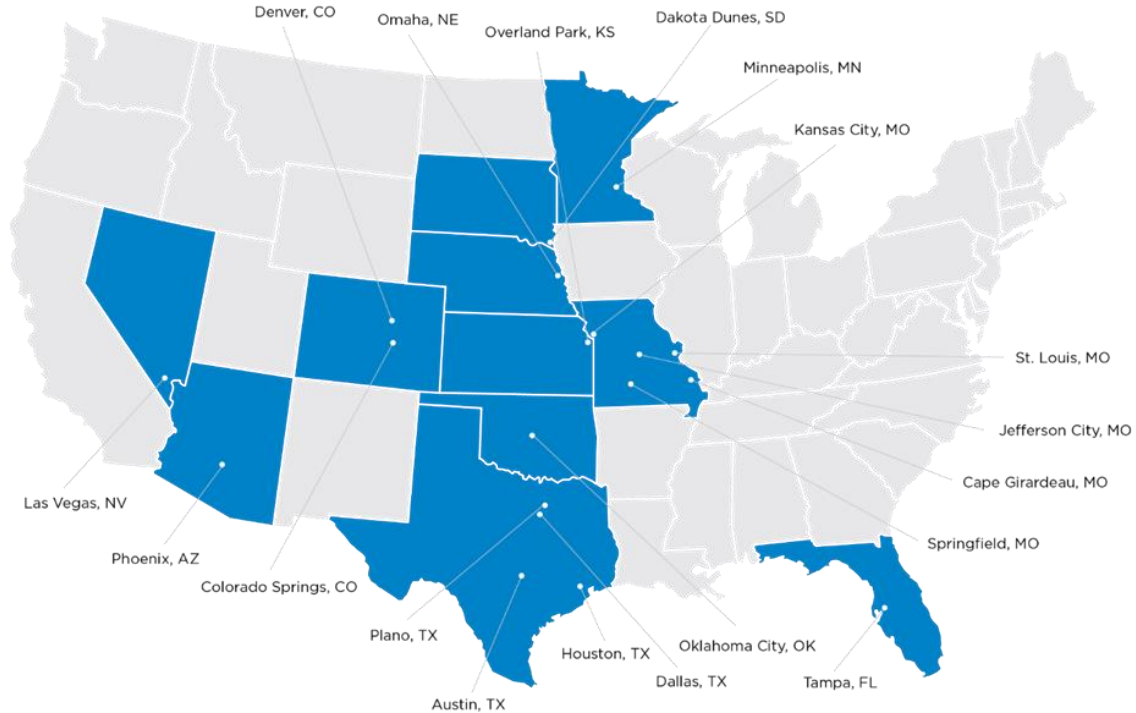 Denver, CO
Omaha, NE
Overland Park, KS
Dakota Dunes, SD
Minneapolis, MN
Kansas City, MO
St. Louis, MO
Jefferson City, MO
Cape Girardeau, MO
Las Vegas, NV
Springfield, MO
Phoenix, AZ
Colorado Springs, CO
Plano, TX
Houston, TX
Oklahoma City, OK
Dallas, TX
Tampa, FL
Austin, TX